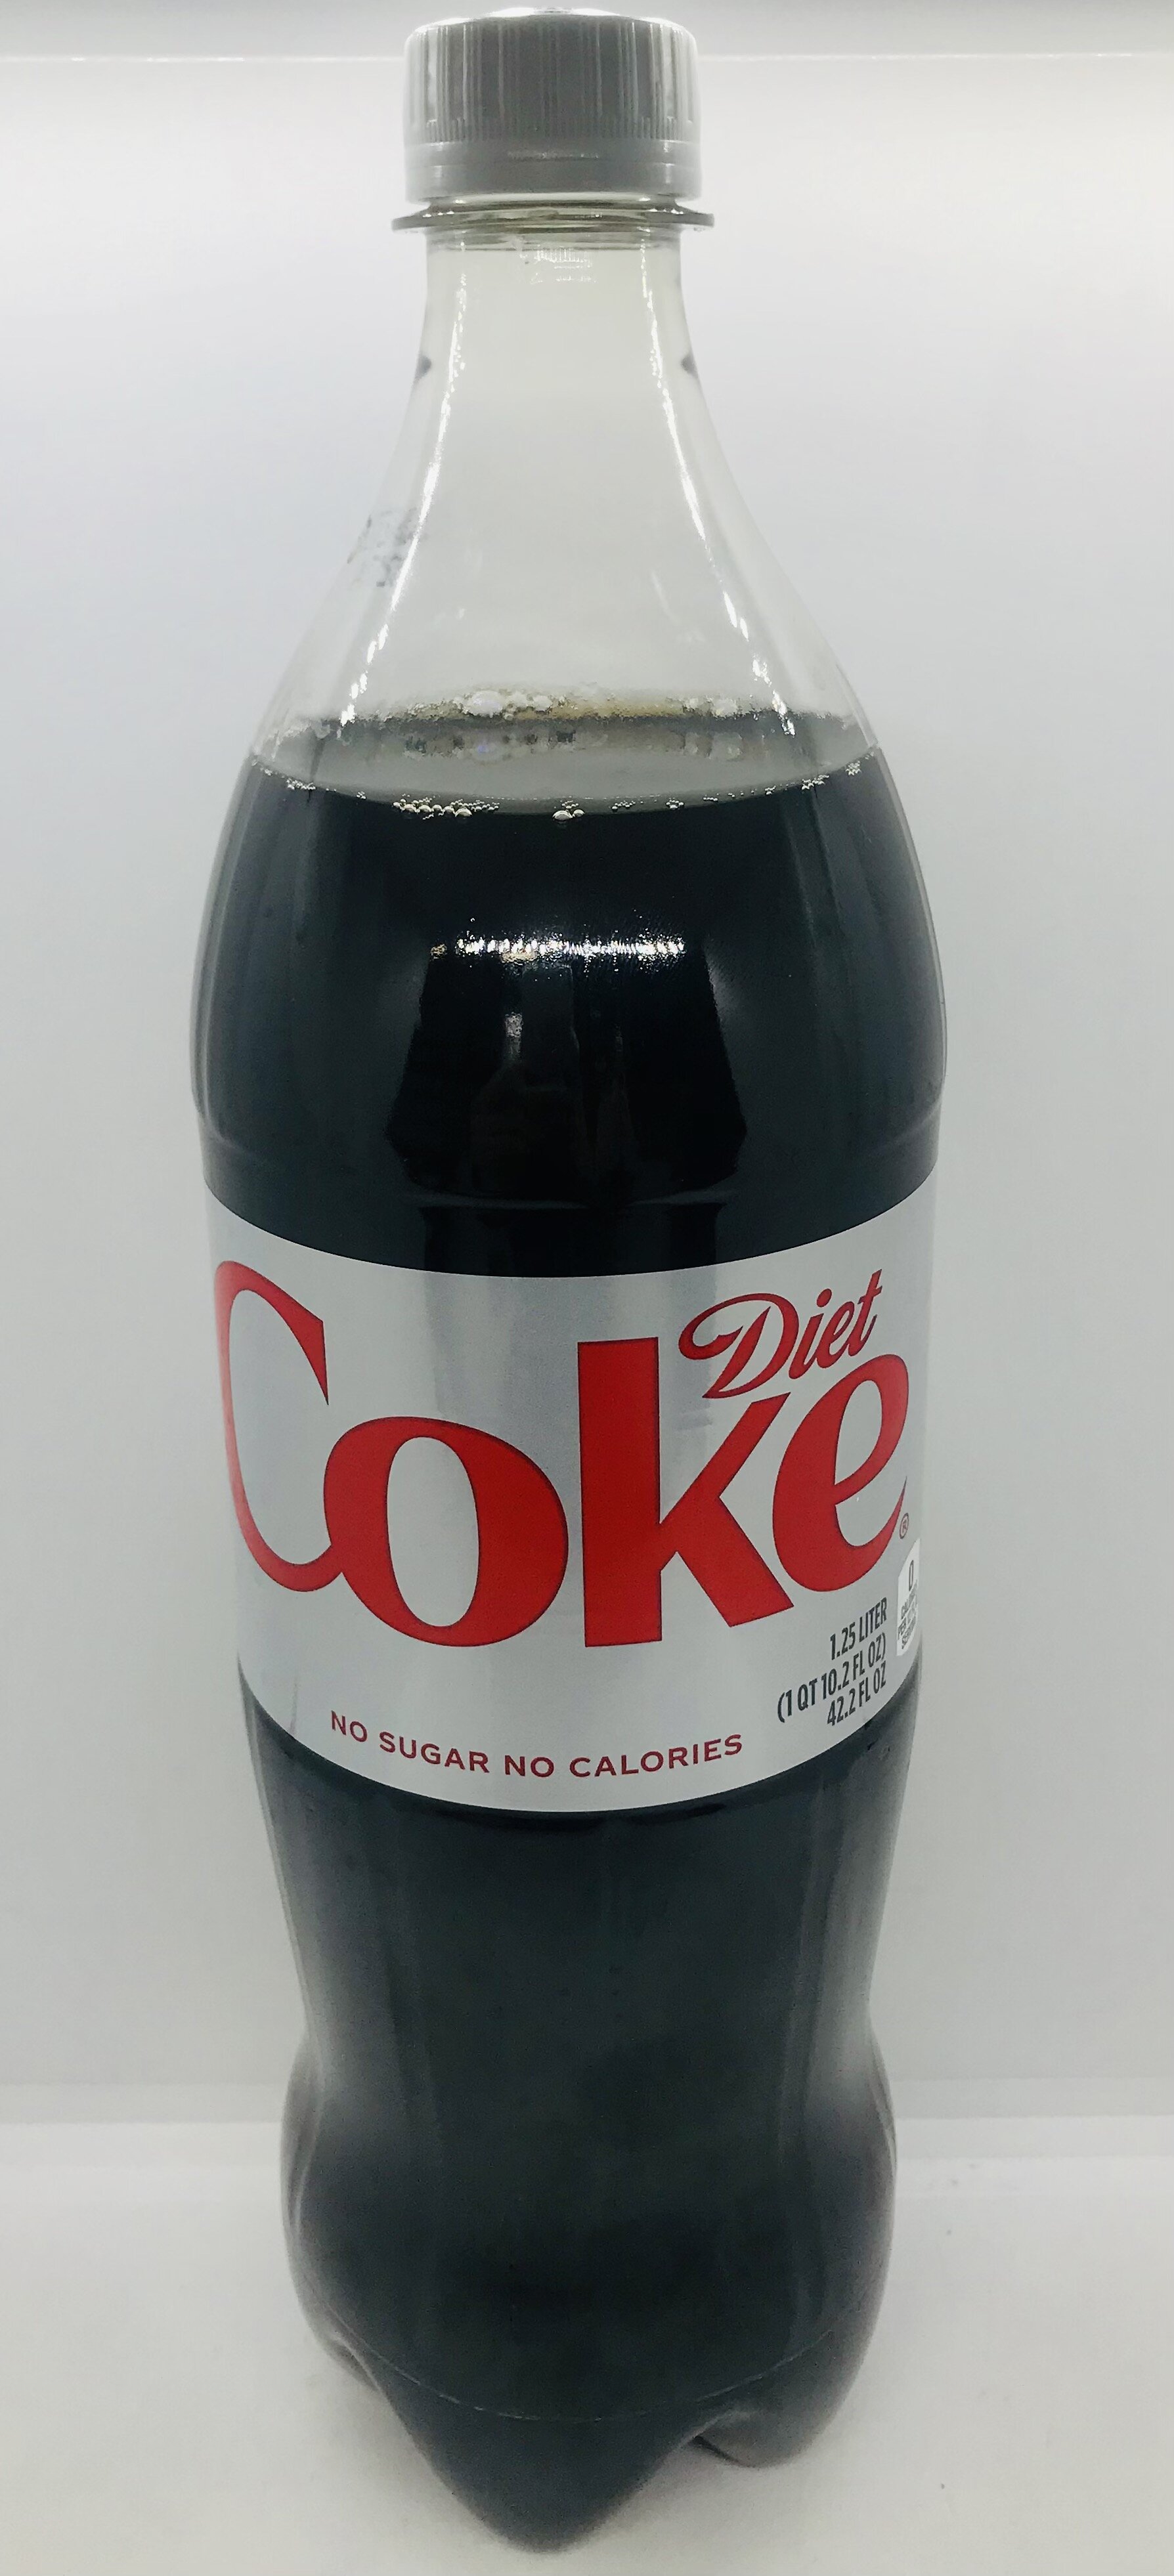 Diet
Coke®
0
1.25 LITER
(1 QT 10.2 FL OZ)
42.2 FL OZ
NO SUGAR NO CALORIES